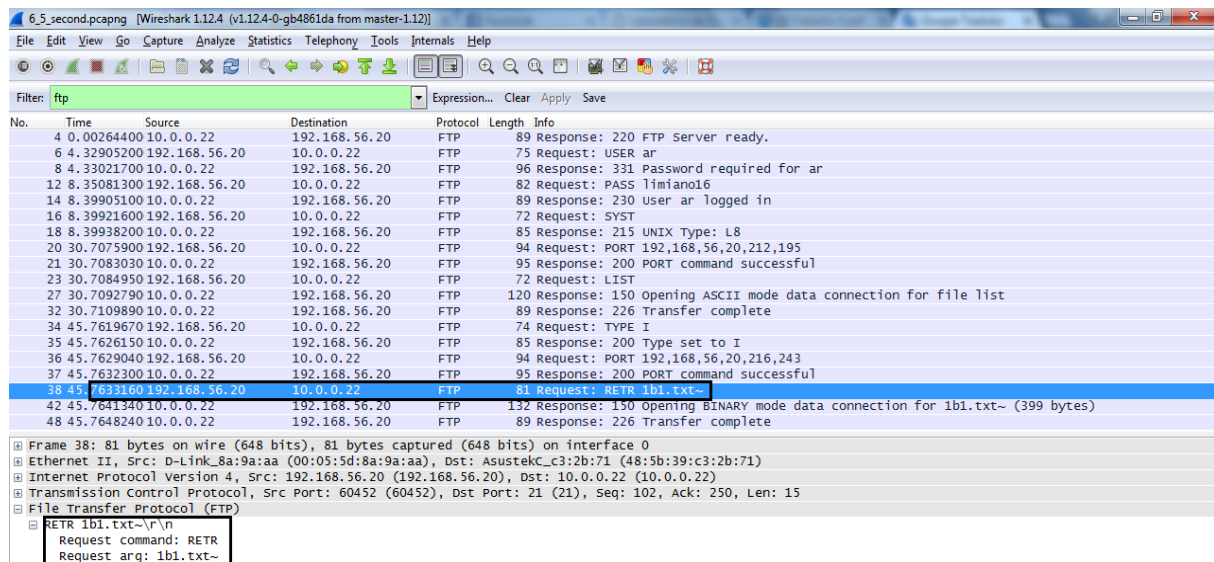 6_5_second.pcapng [Wireshark 1.12.4 (v1.12.4-0-gb4861da from master-1.12)]
File Edit View Go Capture Analyze Statistics Telephony Tools Internals Help
Filter: ftp Expression... Clear Apply Save
No. Time Source Destination Protocol Length Info
4 0.00264400 10.0.0.22 192.168.56.20 FTP 89 Response: 220 FTP Server ready.
6 4.32905200 192.168.56.20 10.0.0.22 FTP 75 Request: USER ar
8 4.33021700 10.0.0.22 192.168.56.20 FTP 96 Response: 331 Password required for ar
12 8.35081300 192.168.56.20 10.0.0.22 FTP 82 Request: PASS limiano16
14 8.39905100 10.0.0.22 192.168.56.20 FTP 89 Response: 230 User ar logged in
16 8.39921600 192.168.56.20 10.0.0.22 FTP 72 Request: SYST
18 8.39938200 10.0.0.22 192.168.56.20 FTP 85 Response: 215 UNIX Type: L8
20 30.7075900 192.168.56.20 10.0.0.22 FTP 94 Request: PORT 192,168,56,20,212,195
21 30.7083030 10.0.0.22 192.168.56.20 FTP 95 Response: 200 PORT command successful
23 30.7084950 192.168.56.20 10.0.0.22 FTP 72 Request: LIST
27 30.7092790 10.0.0.22 192.168.56.20 FTP 120 Response: 150 Opening ASCII mode data connection for file list
32 30.7109890 10.0.0.22 192.168.56.20 FTP 89 Response: 226 Transfer complete
34 45.7619670 192.168.56.20 10.0.0.22 FTP 74 Request: TYPE I
35 45.7626150 10.0.0.22 192.168.56.20 FTP 85 Response: 200 Type set to I
36 45.7629040 192.168.56.20 10.0.0.22 FTP 94 Request: PORT 192,168,56,20,216,243
37 45.7632300 10.0.0.22 192.168.56.20 FTP 95 Response: 200 PORT command successful
38 45.7633160 192.168.56.20 10.0.0.22 FTP 81 Request: RETR 1b1.txt~
42 45.7641340 10.0.0.22 192.168.56.20 FTP 132 Response: 150 Opening BINARY mode data connection for 1b1.txt~ (399 bytes)
48 45.7648240 10.0.0.22 192.168.56.20 FTP 89 Response: 226 Transfer complete
Frame 38: 81 bytes on wire (648 bits), 81 bytes captured (648 bits) on interface 0
Ethernet II, Src: D-Link_8a:9a:aa (00:05:5d:8a:9a:aa), Dst: AsustekC_c3:2b:71 (48:5b:39:c3:2b:71)
Internet Protocol Version 4, Src: 192.168.56.20 (192.168.56.20), Dst: 10.0.0.22 (10.0.0.22)
Transmission Control Protocol, Src Port: 60452 (60452), Dst Port: 21 (21), Seq: 102, Ack: 250, Len: 15
File Transfer Protocol (FTP)
RETR 1b1.txt~\r\n
Request command: RETR
Request arg: 1b1.txt~